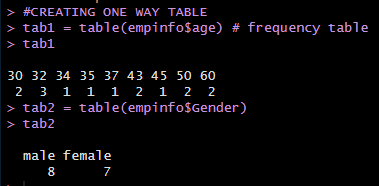 > #CREATING ONE WAY TABLE
> tab1 = table(empinfo$age) # frequency table
> tab1
30 32 34 35 37 43 45 50 60
2 3 1 1 1 2 1 2 2
> tab2 = table(empinfo$Gender)
> tab2
male female
8 7